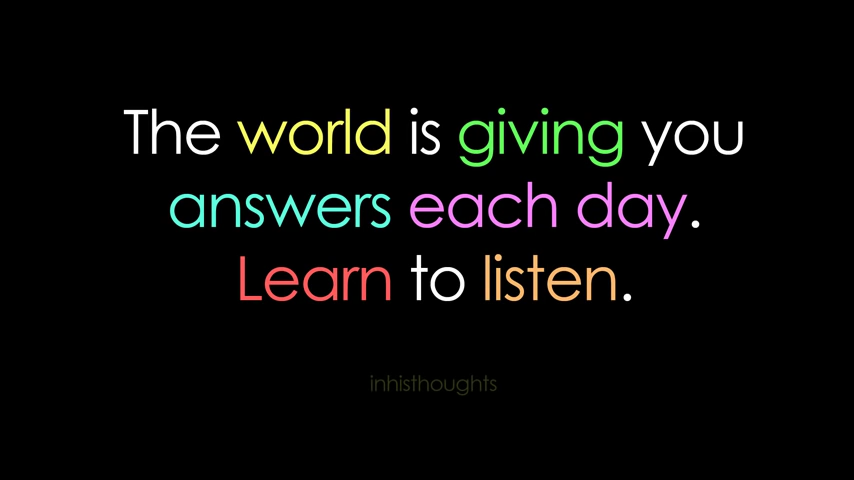 The world is giving you
answers each day.
Learn to listen.
inhisthoughts